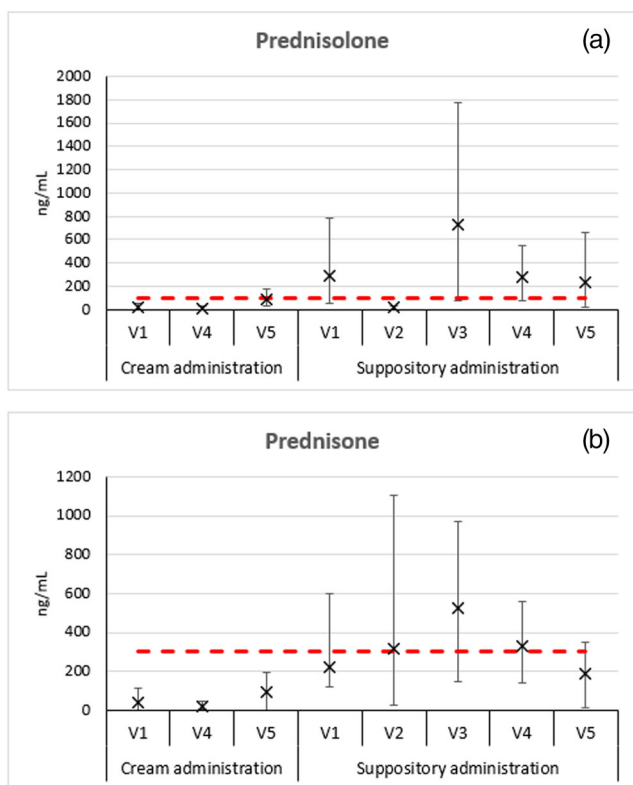 Prednisolone (a)
2000
1800
1600
1400
1200
1000
800
600
400
200
0
ng/mL
V1 V4 V5 V1 V2 V3 V4 V5
Cream administration Suppository administration
Prednisone (b)
1200
1000
800
600
400
200
0
ng/mL
V1 V4 V5 V1 V2 V3 V4 V5
Cream administration Suppository administration